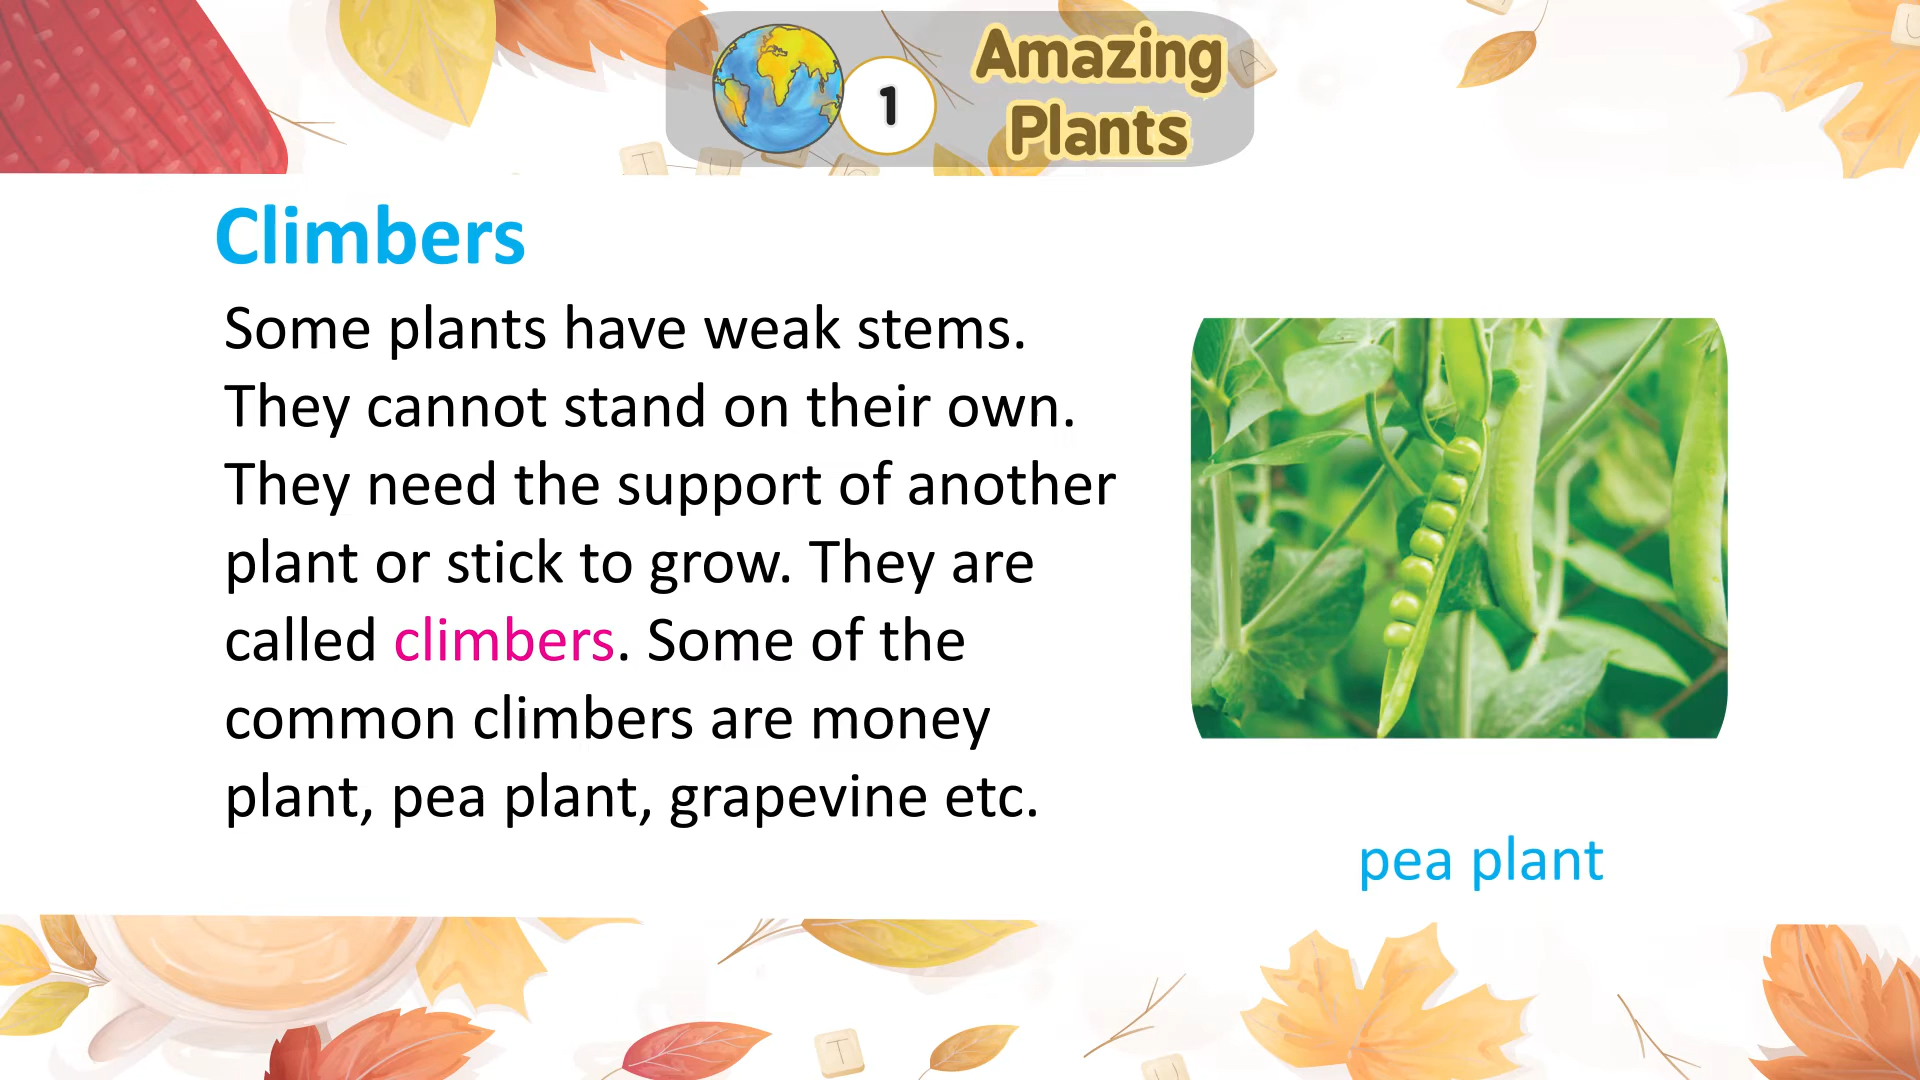 1
Amazing
Plants
Climbers
Some plants have weak stems.
They cannot stand on their own.
They need the support of another
plant or stick to grow. They are
called climbers. Some of the
common climbers are money
plant, pea plant, grapevine etc.
pea plant
T